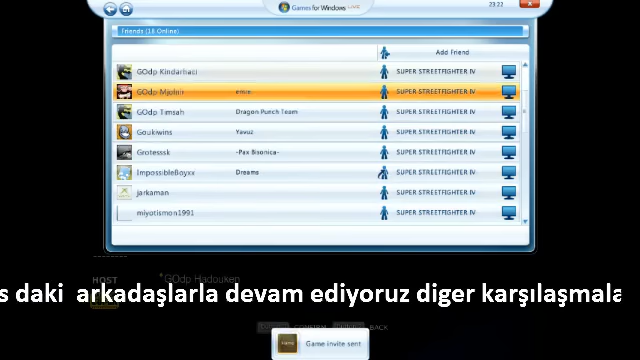 23:22
Games for Windows LIVE
Friends (18 Online)
Add Friend
GOdp Kindarbaci SUPER STREETFIGHTER IV
GOdp SUPER STREETFIGHTER IV
GOdp Timsah Dragon Punch Team SUPER STREETFIGHTER IV
Goukiwins Yavuz SUPER STREETFIGHTER IV
Grotesssk -Pax Bisonica- SUPER STREETFIGHTER IV
ImpossibleBoyxx Dreams SUPER STREETFIGHTER IV
jarkaman SUPER STREETFIGHTER IV
miyotismon1991 SUPER STREETFIGHTER IV
HOST
*GOdp Hadouken
s daki arkadaşlarla devam ediyoruz diger karşılaşmala
CONFIRM BACK
Game invite sent